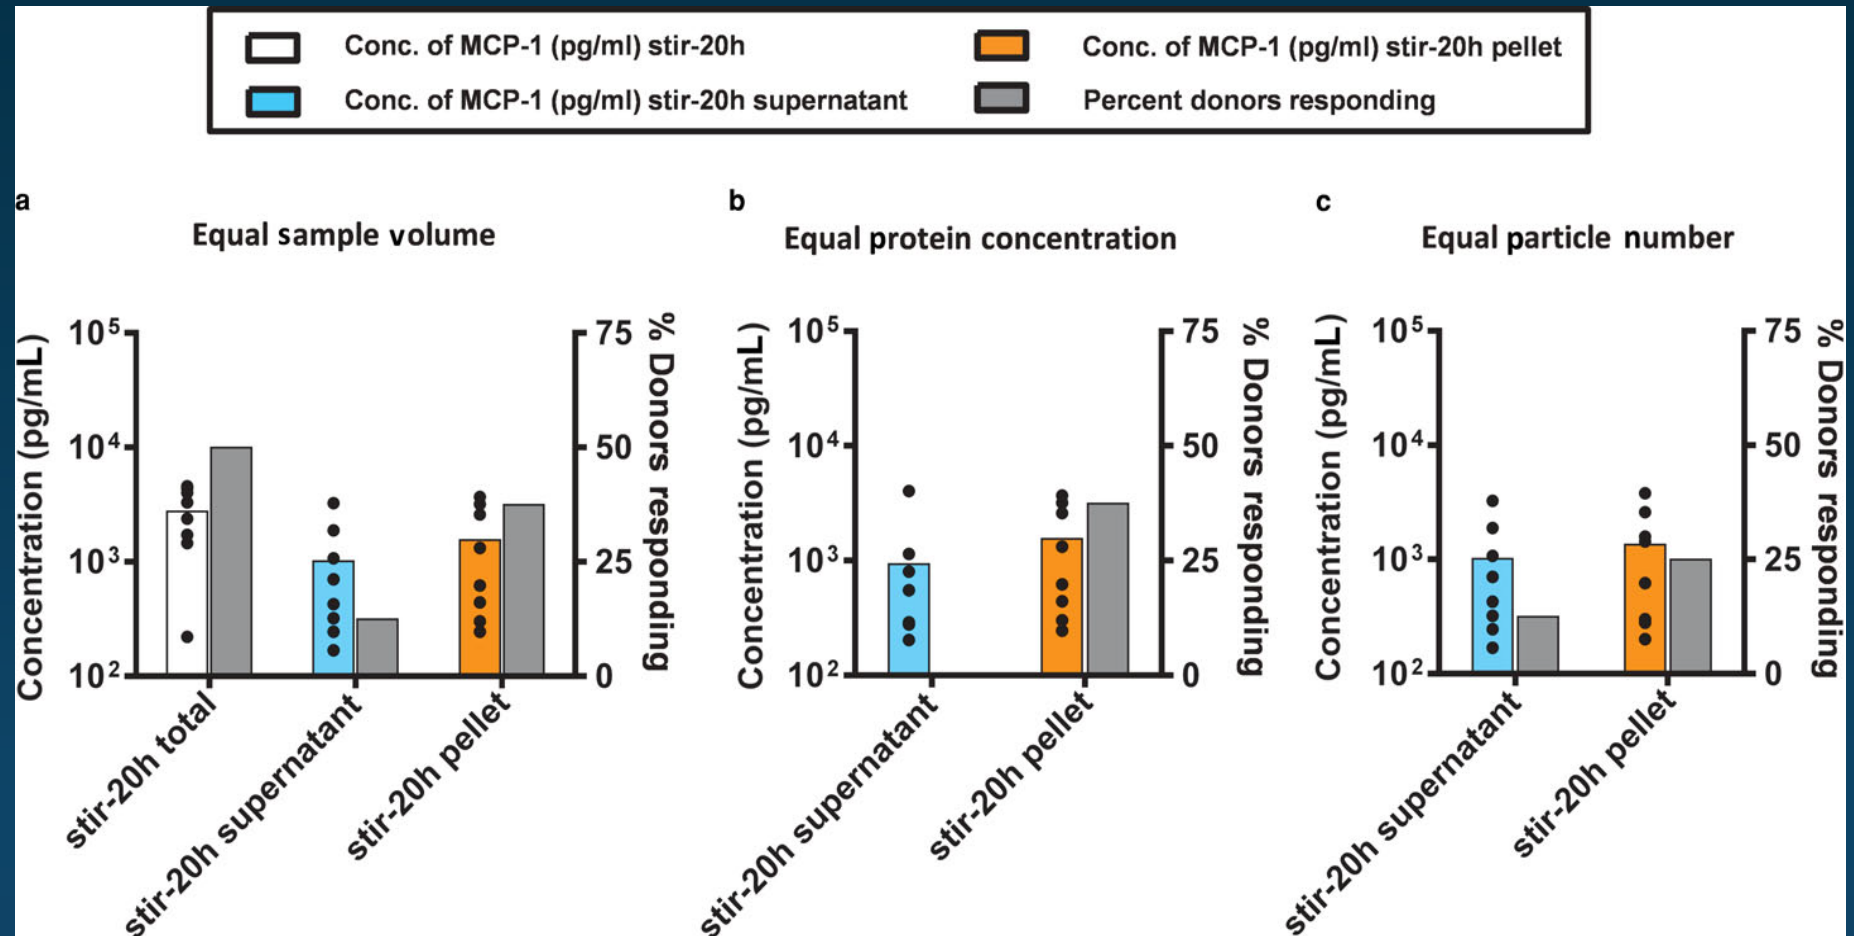 Conc. of MCP-1 (pg/ml) stir-20h
Conc. of MCP-1 (pg/ml) stir-20h pellet
Conc. of MCP-1 (pg/ml) stir-20h supernatant
Percent donors responding
a
Equal sample volume
Concentration (pg/mL)
10⁵
10⁴
10³
10²
75
50
25
0
% Donors responding
stir-20h total
stir-20h supernatant
stir-20h pellet
b
Equal protein concentration
Concentration (pg/mL)
10⁵
10⁴
10³
10²
75
50
25
0
% Donors responding
stir-20h supernatant
stir-20h pellet
c
Equal particle number
Concentration (pg/mL)
10⁵
10⁴
10³
10²
75
50
25
0
% Donors responding
stir-20h supernatant
stir-20h pellet